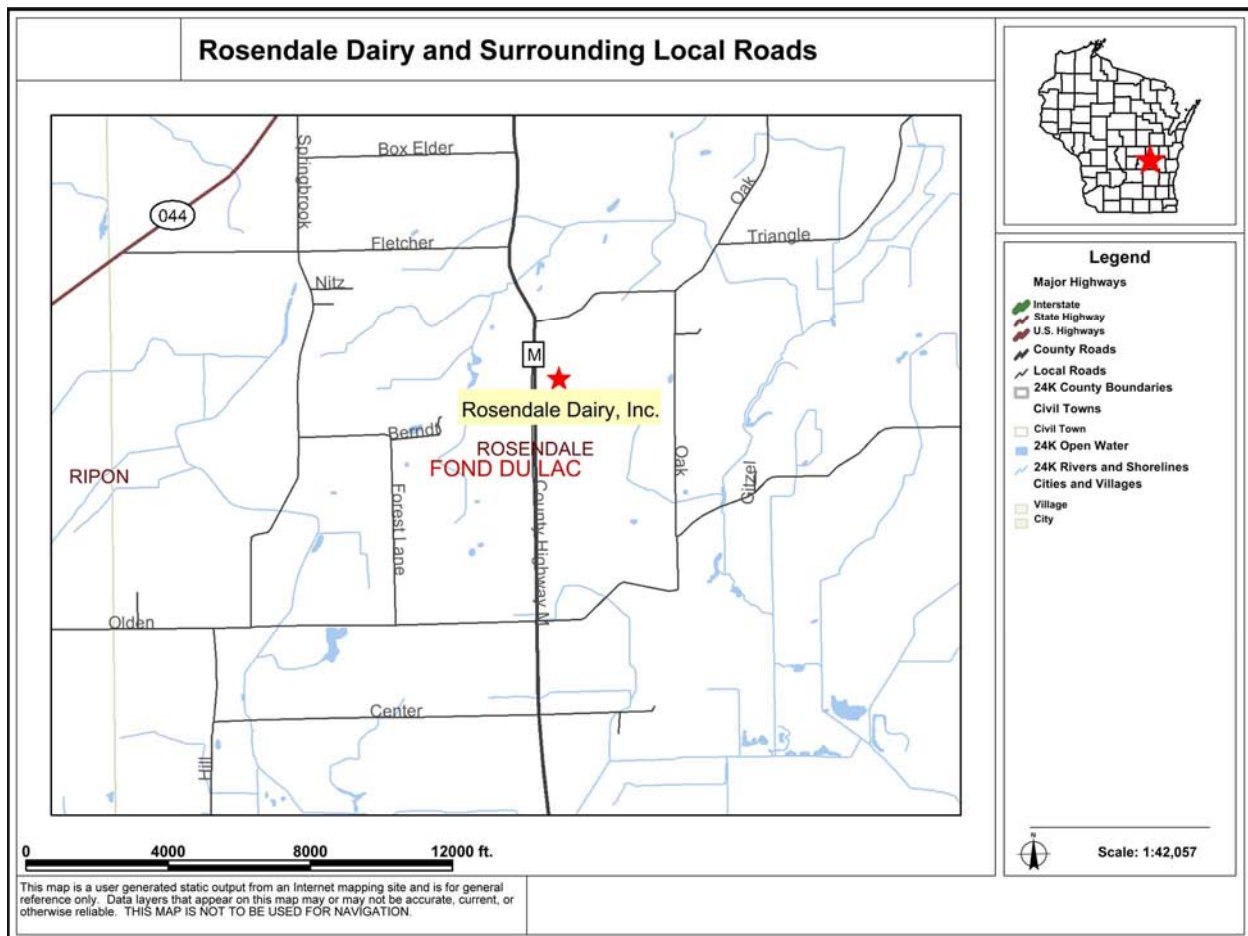 Rosendale Dairy and Surrounding Local Roads
Springbrook
Box Elder
044
Fletcher
Nitz
Oak
Triangle
M
Rosendale Dairy, Inc.
Berndt
ROSENDALE
FOND DU LAC
RIPON
Forest Lane
County Highway M
Oak
Gitzel
Olden
Center
Hill
Legend
Major Highways
Interstate
State Highway
U.S. Highways
County Roads
Local Roads
24K County Boundaries
Civil Towns
Civil Town
24K Open Water
24K Rivers and Shorelines
Cities and Villages
Village
City
N
Scale: 1:42,057
0 4000 8000 12000 ft.
This map is a user generated static output from an Internet mapping site and is for general
reference only. Data layers that appear on this map may or may not be accurate, current, or
otherwise reliable. THIS MAP IS NOT TO BE USED FOR NAVIGATION.